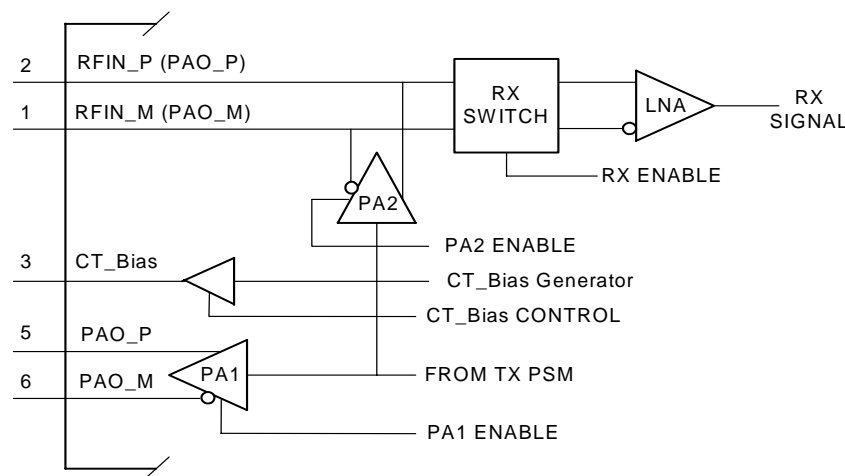 2 RFIN_P (PAO_P)
1 RFIN_M (PAO_M)
RX
SWITCH
LNA
RX
SIGNAL
RX ENABLE
PA2
PA2 ENABLE
3 CT_Bias
CT_Bias Generator
CT_Bias CONTROL
5 PAO_P
PA1
FROM TX PSM
6 PAO_M
PA1 ENABLE